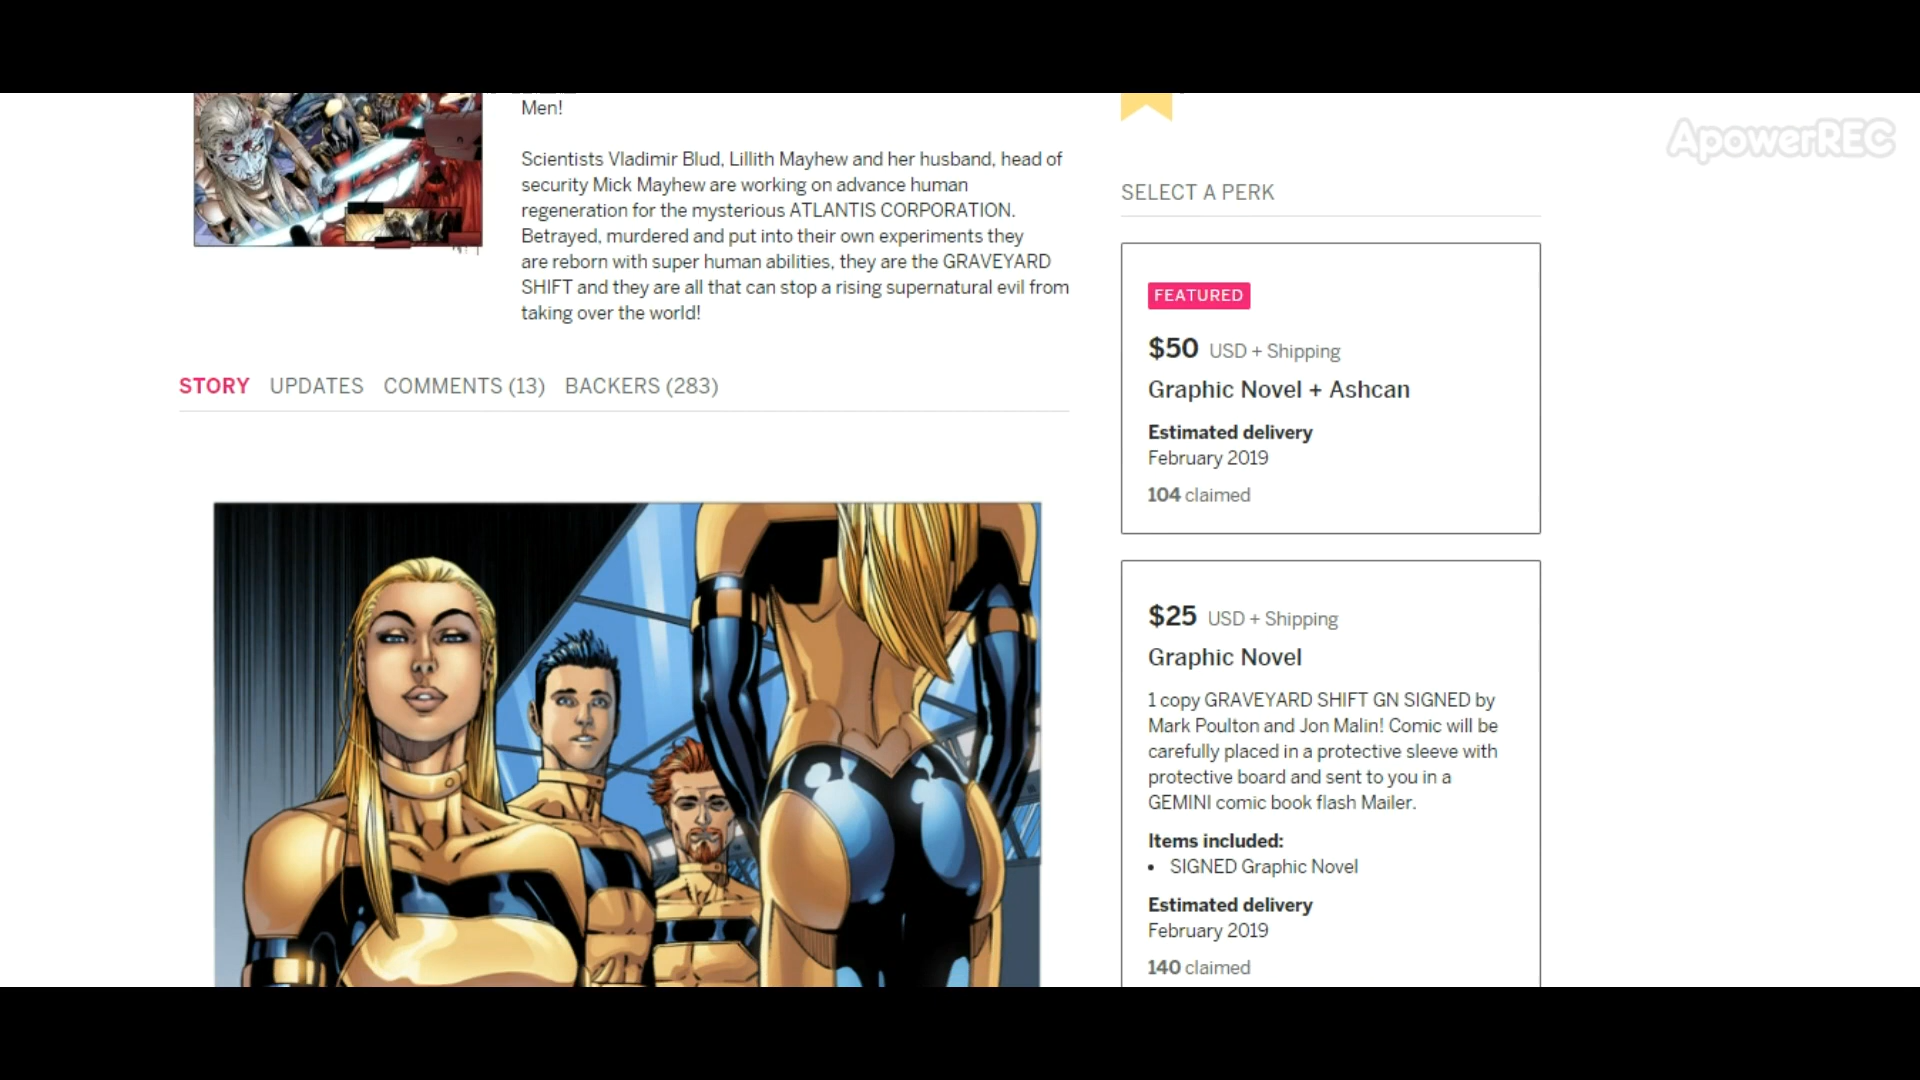 Men!
Scientists Vladimir Blud, Lillith Mayhew and her husband, head of
security Mick Mayhew are working on advance human
regeneration for the mysterious ATLANTIS CORPORATION.
Betrayed, murdered and put into their own experiments they
are reborn with super human abilities, they are the GRAVEYARD
SHIFT and they are all that can stop a rising supernatural evil from
taking over the world!
STORY UPDATES COMMENTS (13) BACKERS (283)
ApowerREC
SELECT A PERK
FEATURED
$50 USD + Shipping
Graphic Novel + Ashcan
Estimated delivery
February 2019
104 claimed
$25 USD + Shipping
Graphic Novel
1 copy GRAVEYARD SHIFT GN SIGNED by
Mark Poulton and Jon Malin! Comic will be
carefully placed in a protective sleeve with
protective board and sent to you in a
GEMINI comic book flash Mailer.
Items included:
• SIGNED Graphic Novel
Estimated delivery
February 2019
140 claimed